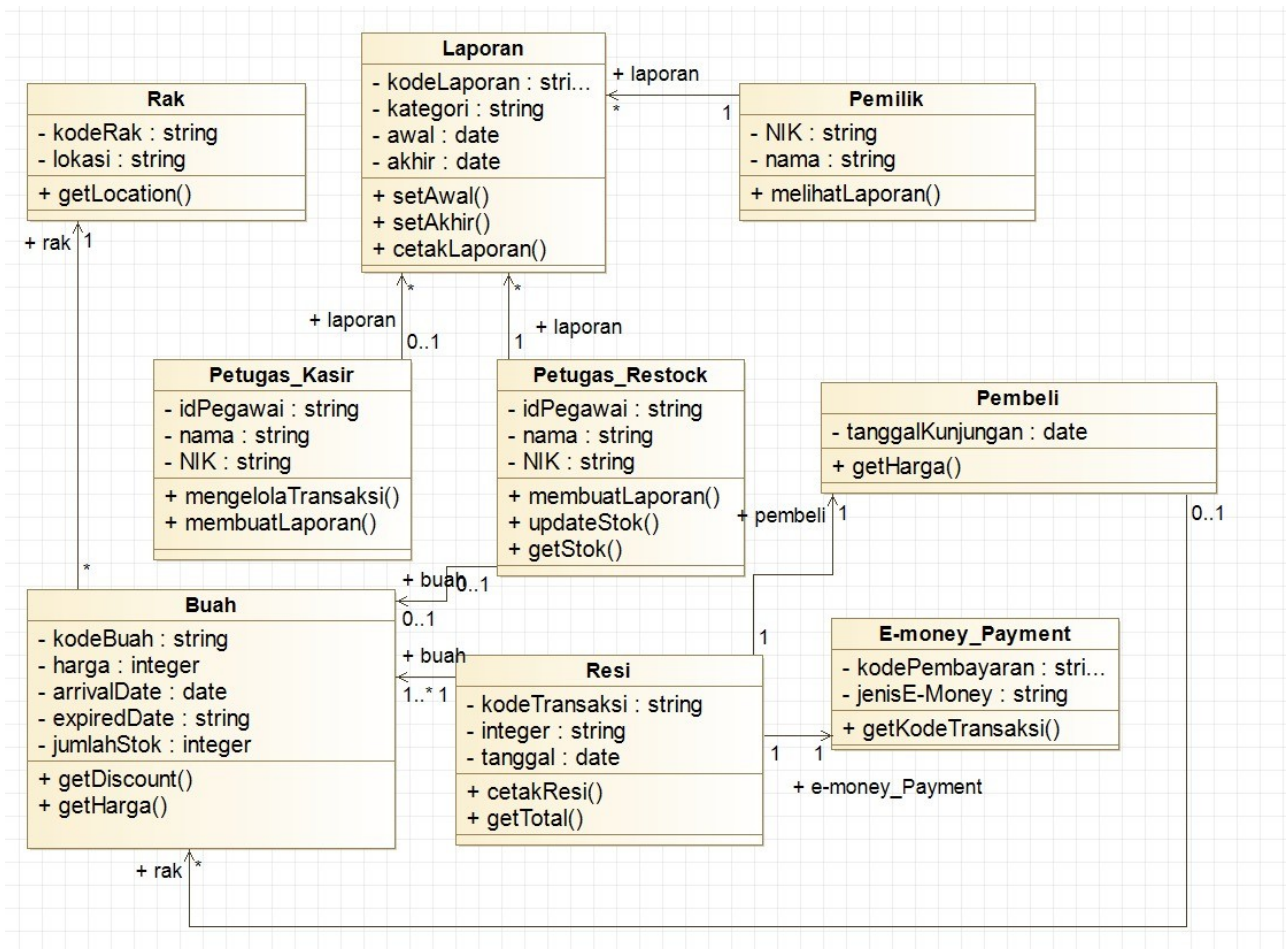 Laporan
- kodeLaporan : stri...
- kategori : string
- awal : date
- akhir : date
+ setAwal()
+ setAkhir()
+ cetakLaporan()
+ laporan
*
1
Rak
- kodeRak : string
- lokasi : string
+ getLocation()
Pemilik
- NIK : string
- nama : string
+ melihatLaporan()
+ rak
1
*
*
+ laporan
0..1
*
+ laporan
1
Petugas_Kasir
- idPegawai : string
- nama : string
- NIK : string
+ mengelolaTransaksi()
+ membuatLaporan()
Petugas_Restock
- idPegawai : string
- nama : string
- NIK : string
+ membuatLaporan()
+ updateStok()
+ getStok()
Pembeli
- tanggalKunjungan : date
+ getHarga()
+ pembeli
1
0..1
+ buah
0..1
0..1
Buah
- kodeBuah : string
- harga : integer
- arrivalDate : date
- expiredDate : string
- jumlahStok : integer
+ getDiscount()
+ getHarga()
+ buah
1..*
1
Resi
- kodeTransaksi : string
- integer : string
- tanggal : date
+ cetakResi()
+ getTotal()
1
E-money_Payment
- kodePembayaran : stri...
- jenisE-Money : string
+ getKodeTransaksi()
1
1
+ e-money_Payment
+ rak
*